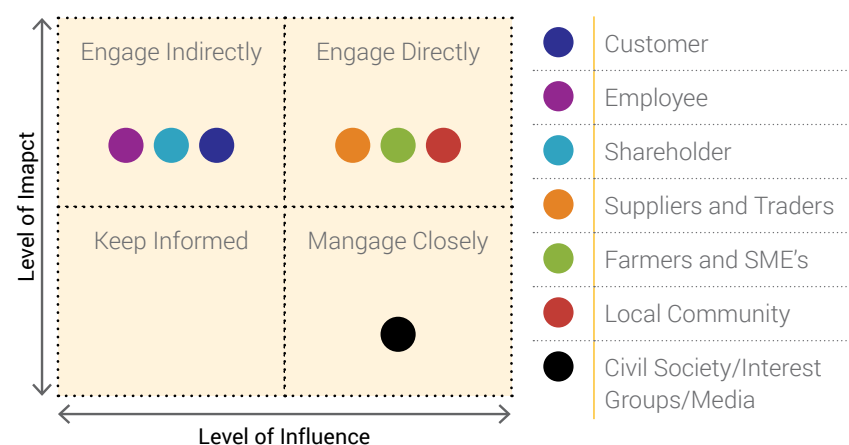 Engage Indirectly
Engage Directly
Keep Informed
Mangage Closely
Level of Imapct
Level of Influence
Customer
Employee
Shareholder
Suppliers and Traders
Farmers and SME's
Local Community
Civil Society/Interest
Groups/Media